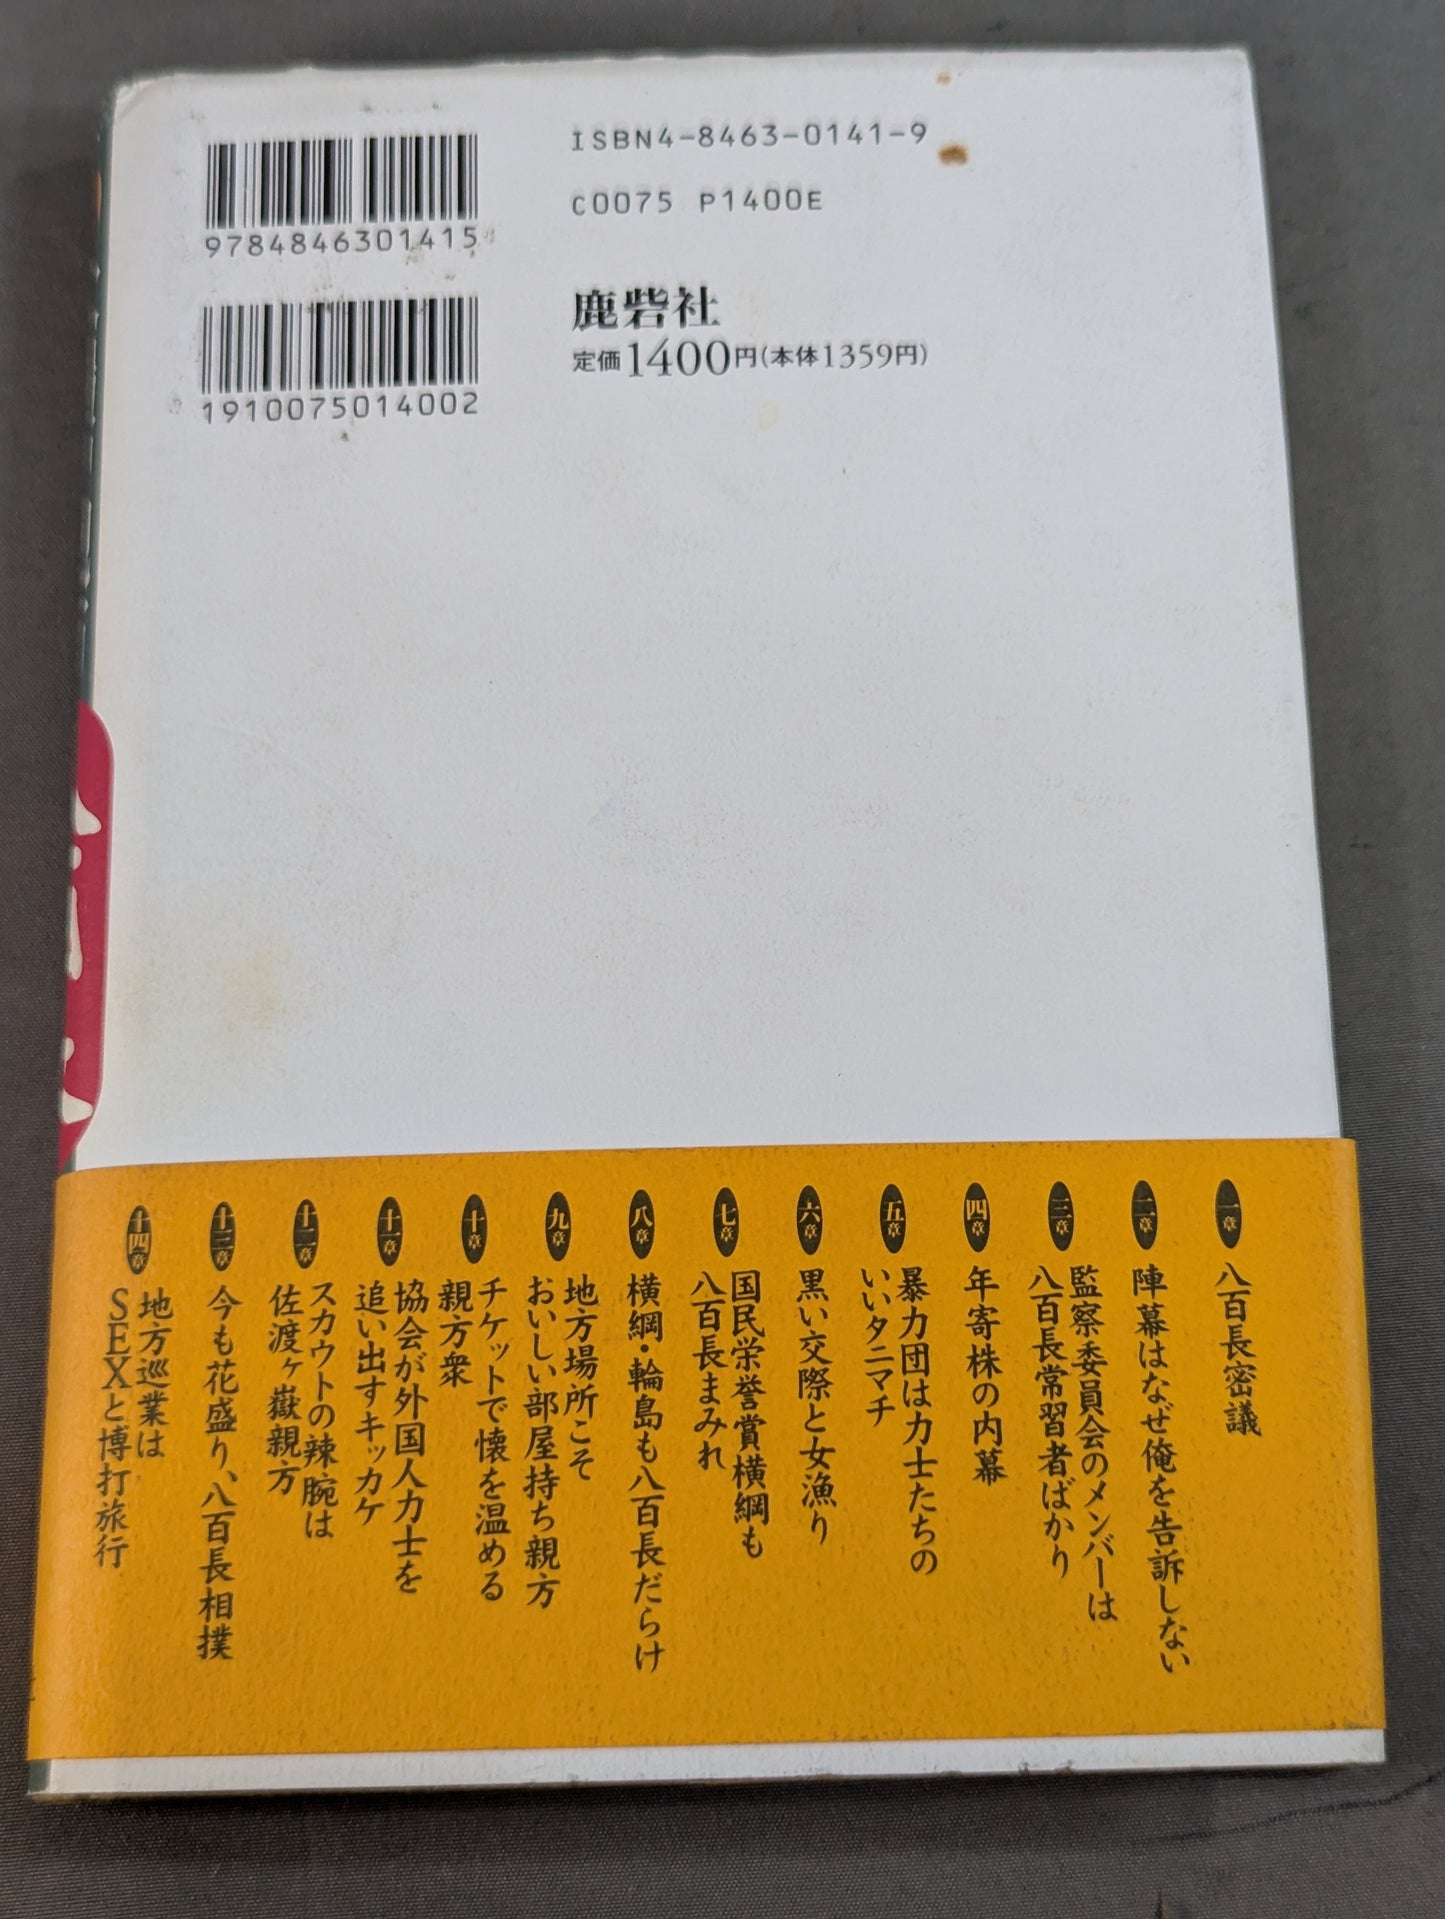 ISBN4-8463-0141-9
C0075 P1400E
9784846301415
1910075014002
鹿砦社
定価1400円(本体1359円)
一章
八百長密議
二章
陣幕はなぜ俺を告訴しない
三章
監察委員会のメンバーは
八百長常習者ばかり
四章
年寄株の内幕
五章
暴力団は力士たちの
いいタニマチ
六章
黒い交際と女漁り
七章
国民栄誉賞横綱も
八百長まみれ
八章
横綱・輪島も八百長だらけ
九章
地方場所こそ
おいしい部屋持ち親方
十章
チケットで懐を温める
親方衆
十一章
協会が外国人力士を
追い出すキッカケ
十二章
スカウトの辣腕は
佐渡ヶ嶽親方
十三章
今も花盛り、八百長相撲
十四章
地方巡業は
SEXと博打旅行